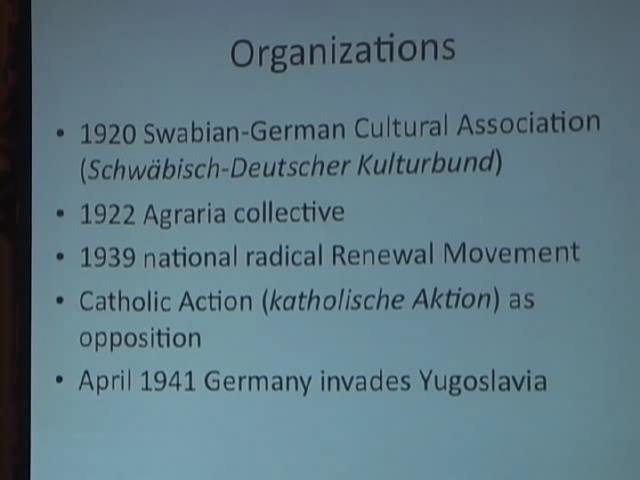 Organizations
• 1920 Swabian-German Cultural Association
(Schwäbisch-Deutscher Kulturbund)
• 1922 Agraria collective
• 1939 national radical Renewal Movement
• Catholic Action (katholische Aktion) as
opposition
• April 1941 Germany invades Yugoslavia